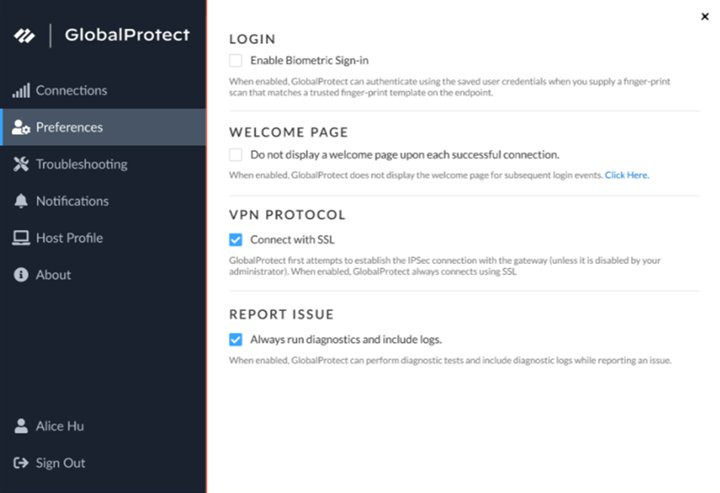 GlobalProtect
Connections
Preferences
Troubleshooting
Notifications
Host Profile
About
Alice Hu
Sign Out
LOGIN
Enable Biometric Sign-in
When enabled, GlobalProtect can authenticate using the saved user credentials when you supply a finger-print
scan that matches a trusted finger-print template on the endpoint.
WELCOME PAGE
Do not display a welcome page upon each successful connection.
When enabled, GlobalProtect does not display the welcome page for subsequent login events. Click Here.
VPN PROTOCOL
Connect with SSL
GlobalProtect first attempts to establish the IPSec connection with the gateway (unless it is disabled by your
administrator). When enabled, GlobalProtect always connects using SSL
REPORT ISSUE
Always run diagnostics and include logs.
When enabled, GlobalProtect can perform diagnostic tests and include diagnostic logs while reporting an issue.